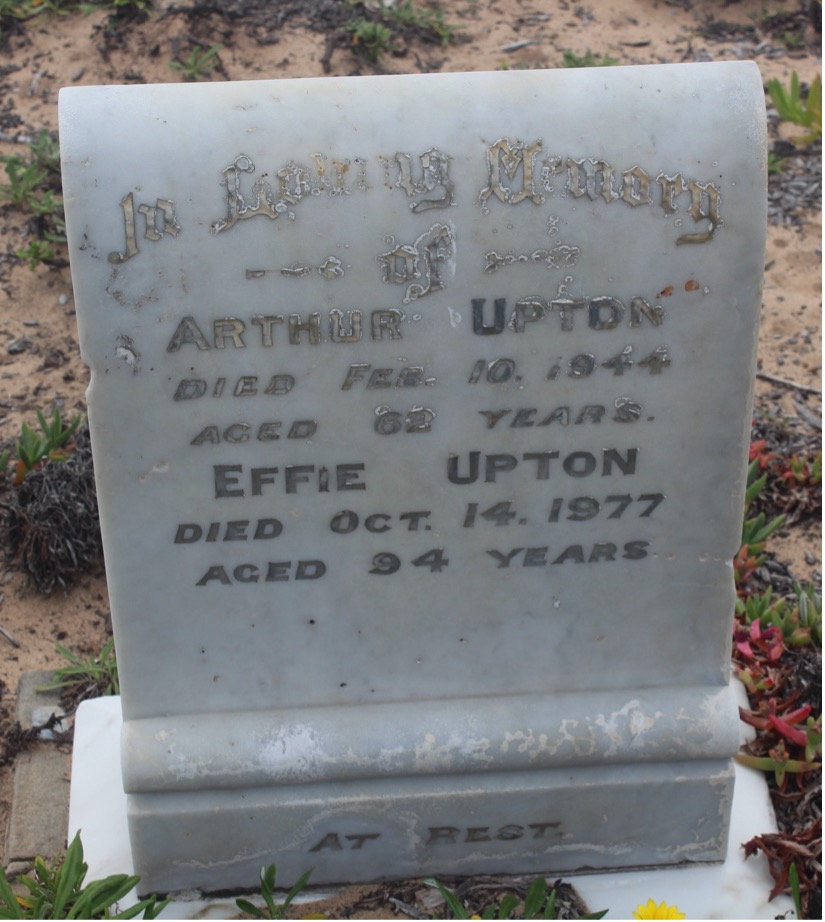 In Loving Memory
of
ARTHUR UPTON
DIED FEB. 10. 1944
AGED 62 YEARS.
EFFIE UPTON
DIED OCT. 14. 1977
AGED 94 YEARS
AT REST.